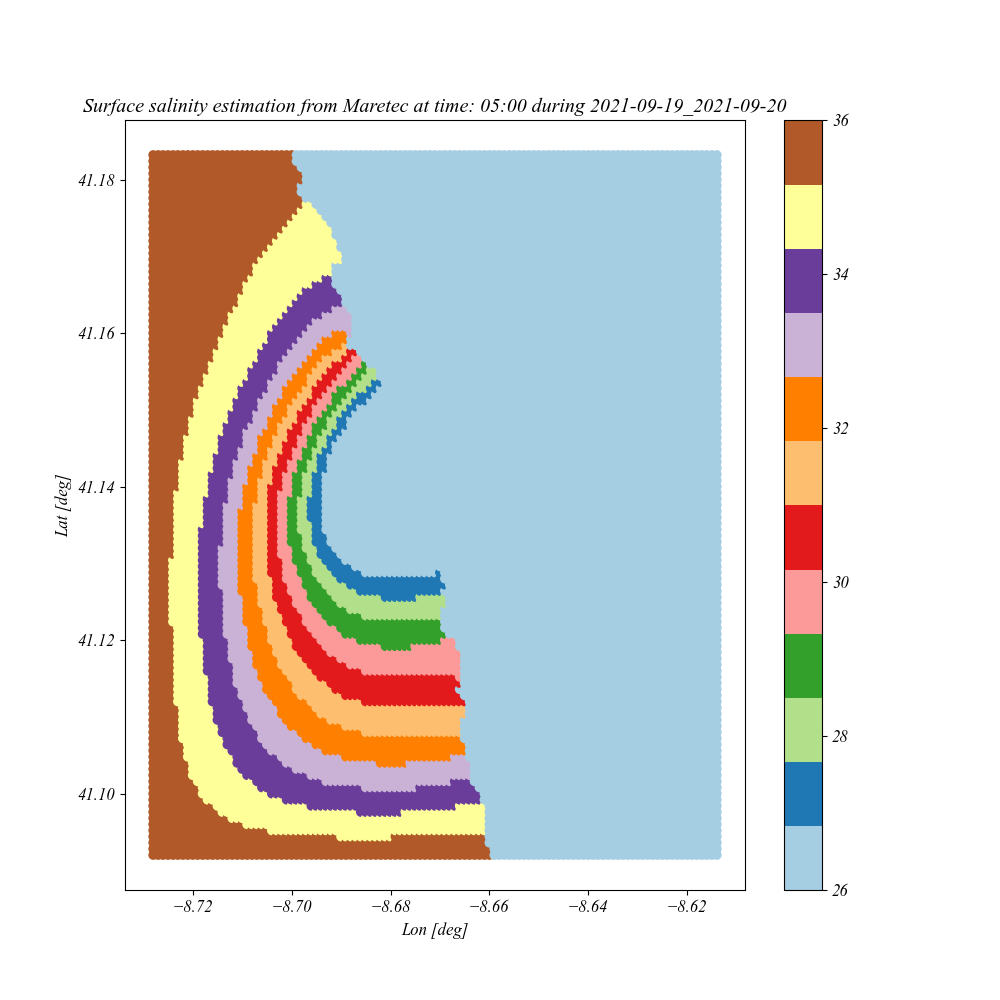 Surface salinity estimation from Maretec at time: 05:00 during 2021-09-19_2021-09-20
36
41.18
34
41.16
32
Lat [deg]
41.14
30
41.12
28
41.10
26
−8.72 −8.70 −8.68 −8.66 −8.64 −8.62
Lon [deg]